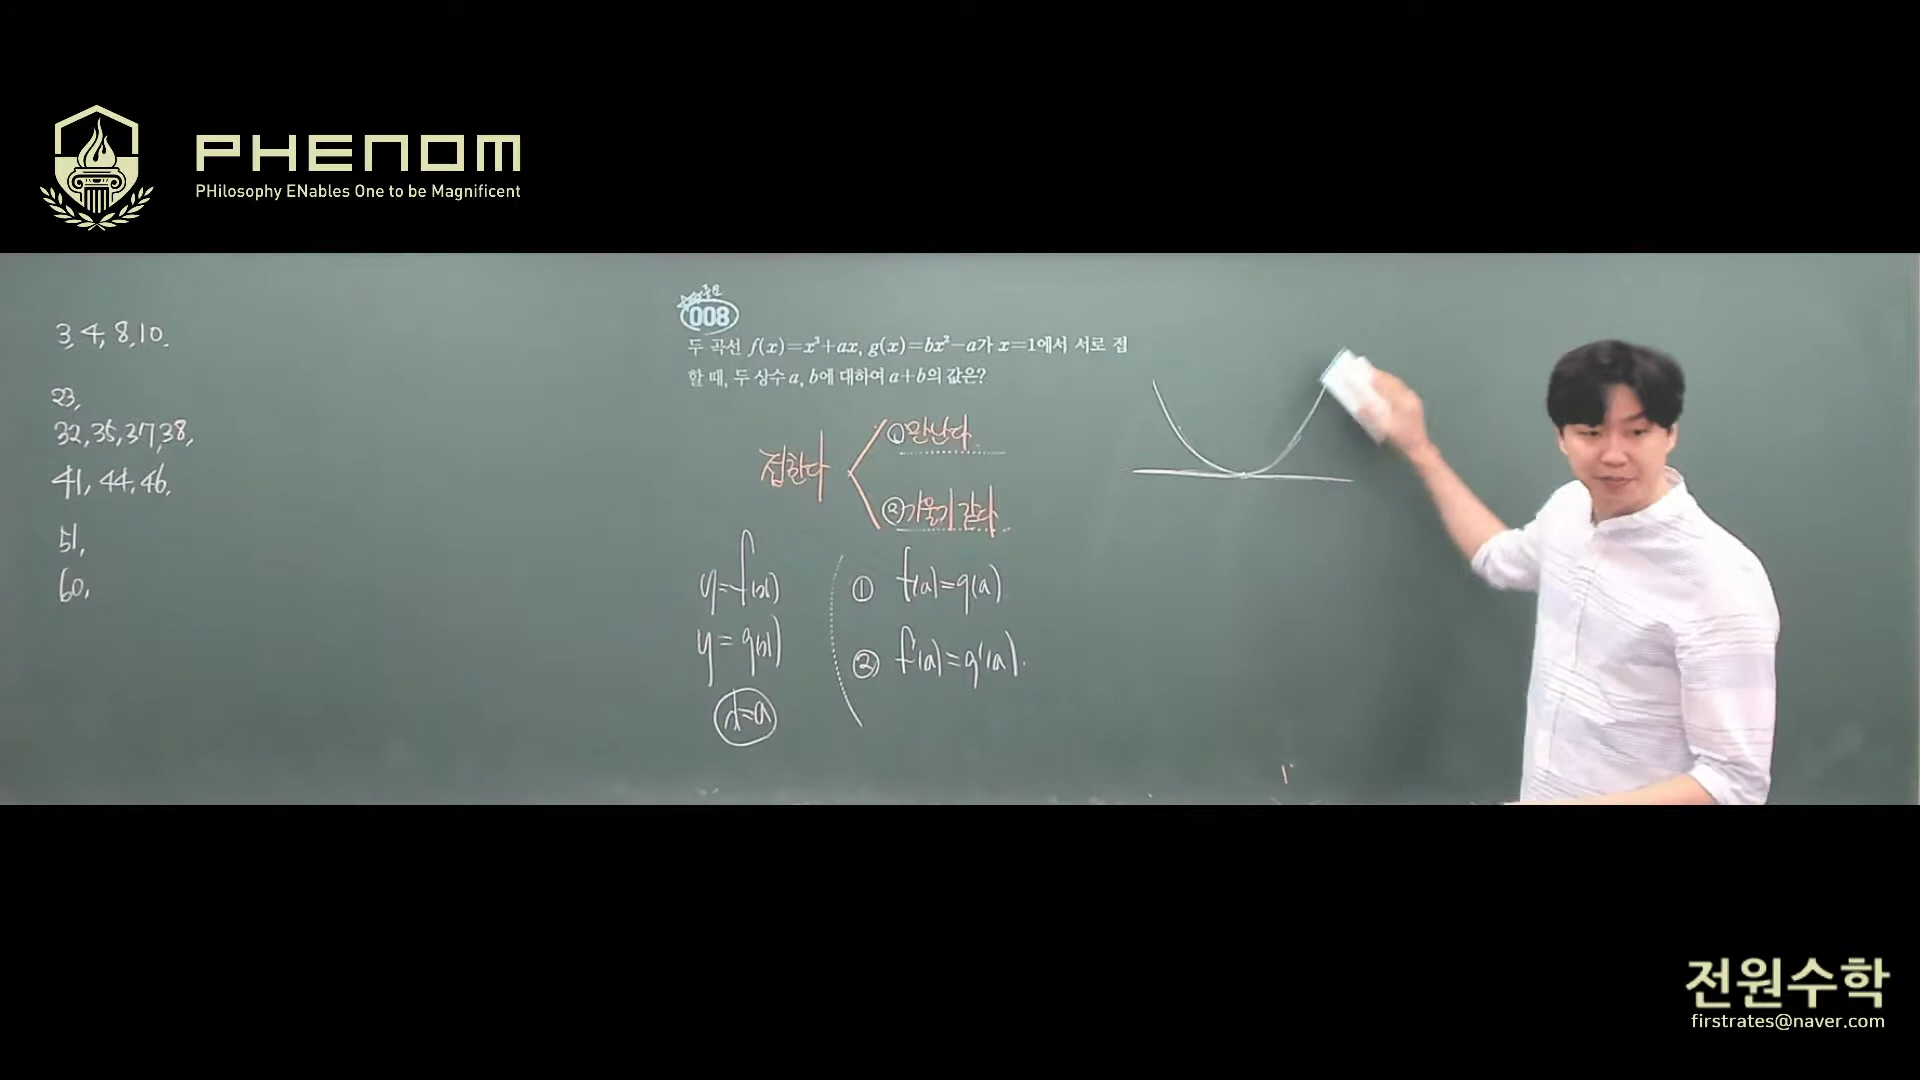 PHENOM
PHilosophy ENables One to be Magnificent
3, 4, 8, 10.
23,
32, 35, 37, 38,
41, 44, 46,
51,
60,
008
두 곡선 f(x)=x³+ax, g(x)=bx²-a가 x=1에서 서로 접
할 때, 두 상수 a, b에 대하여 a+b의 값은?
접한다
① 만난다.
② 기울기 같다.
y=f(x)
y=g(x)
x=a
① f(a)=g(a)
② f'(a)=g'(a).
전원수학
firstrates@naver.com